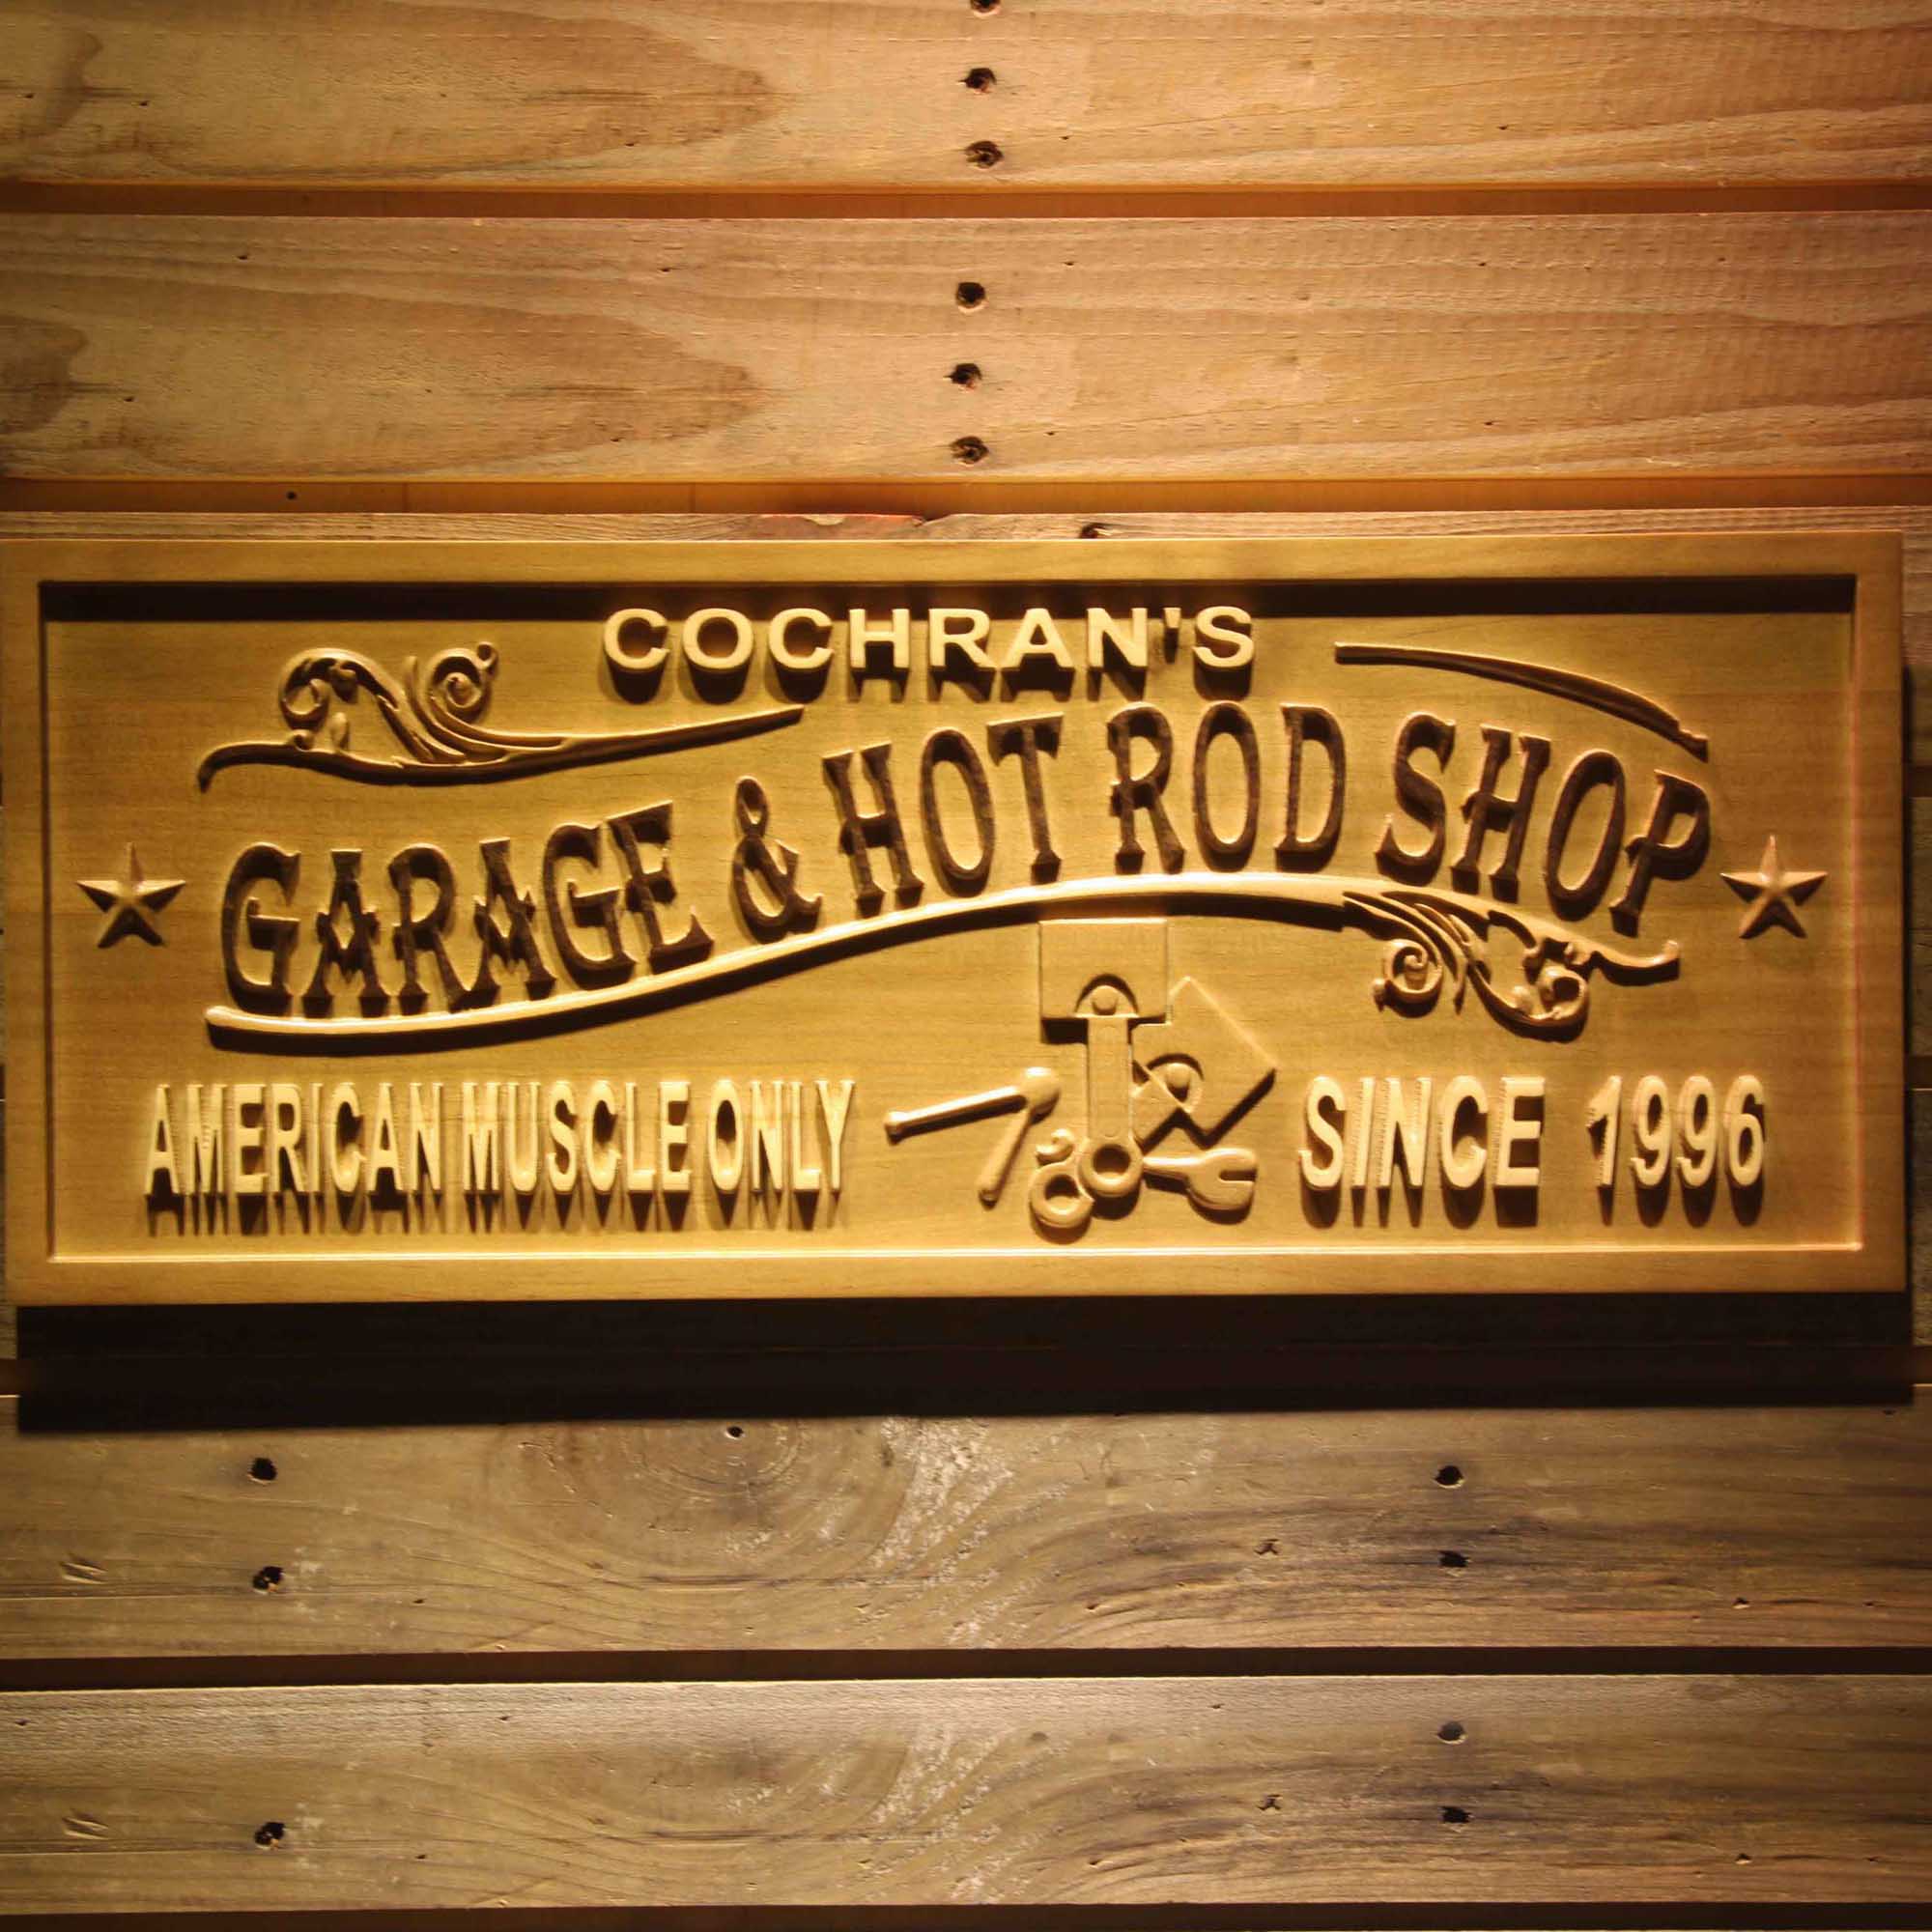 COCHRAN'S
GARAGE & HOT ROD SHOP
AMERICAN MUSCLE ONLY
SINCE 1996